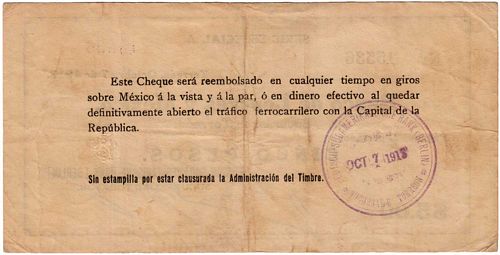 Este Cheque será reembolsado en cualquier tiempo en giros
sobre México á la vista y á la par, ó en dinero efectivo al quedar
definitivamente abierto el tráfico ferrocarrilero con la Capital de la
República.
Sin estampilla por estar clausurada la Administración del Timbre.
OCT 7 1913